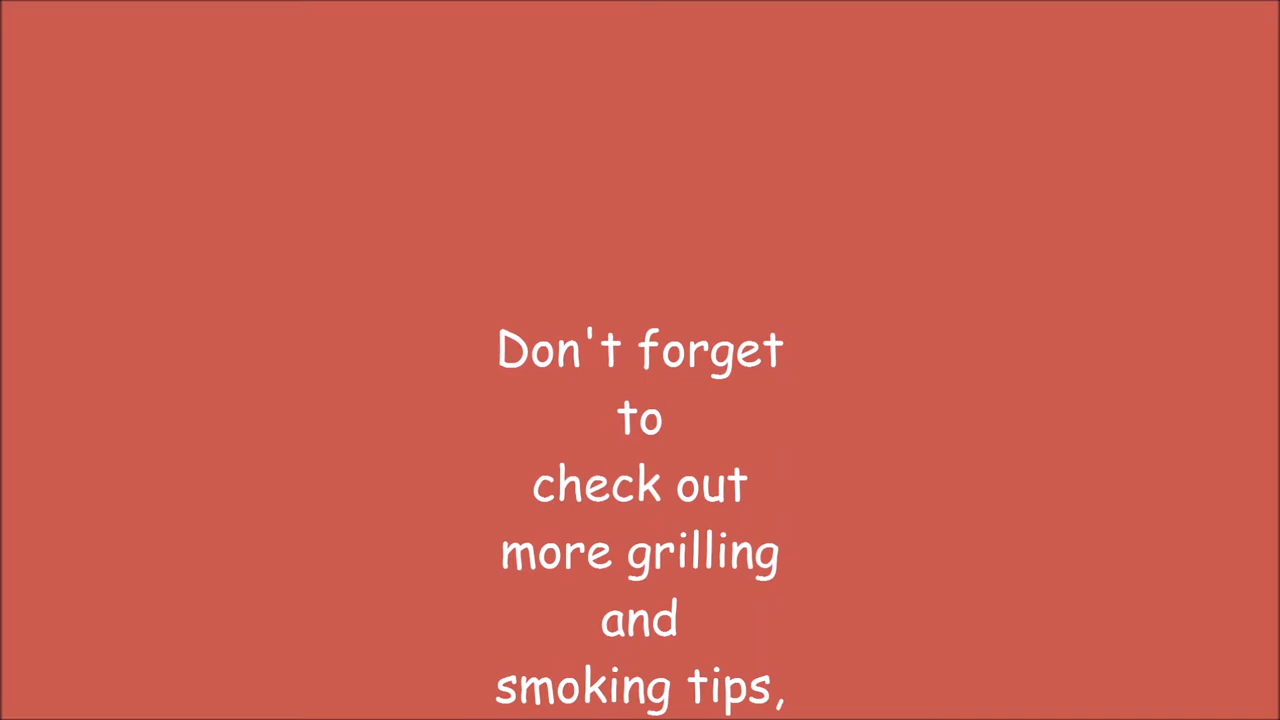 Don't forget
to
check out
more grilling
and
smoking tips,